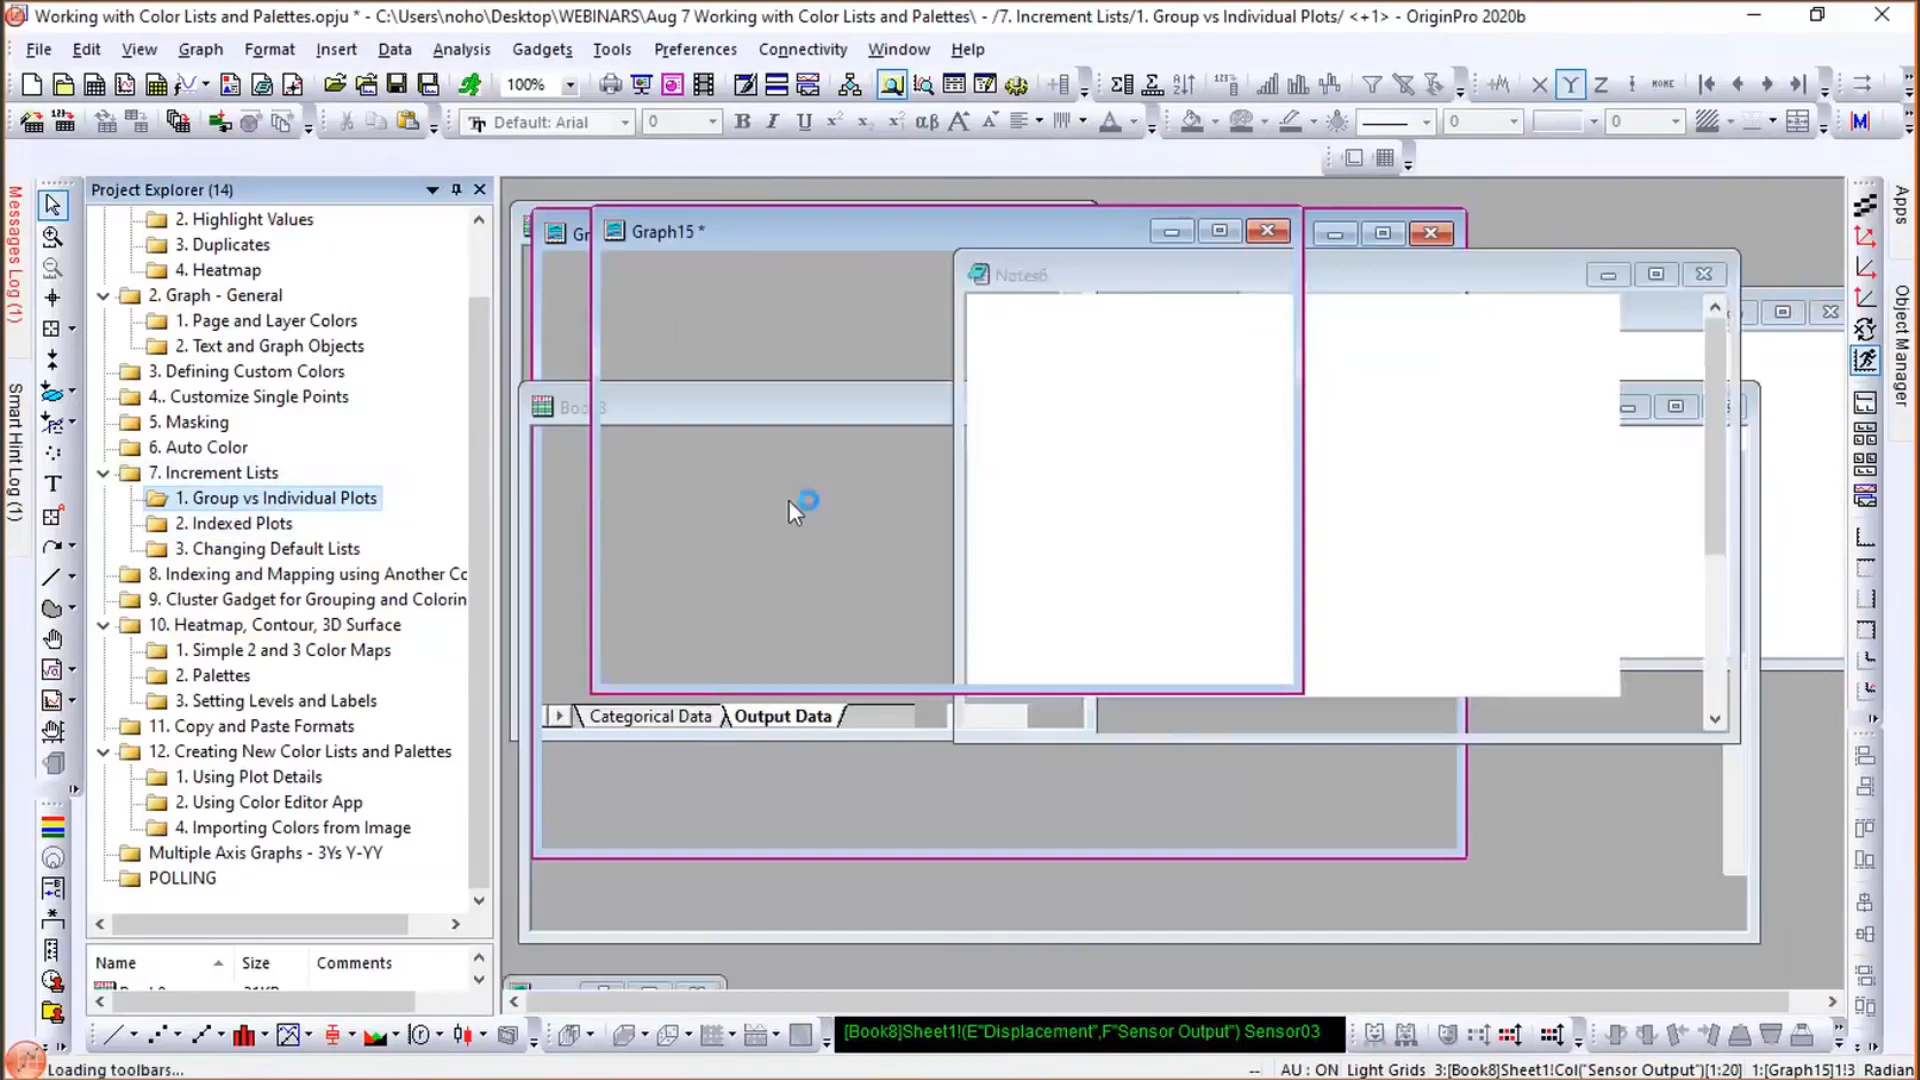 Working with Color Lists and Palettes.opju * - C:\Users\noho\Desktop\WEBINARS\Aug 7 Working with Color Lists and Palettes\ - /7. Increment Lists/1. Group vs Individual Plots/ <+1> - OriginPro 2020b
File Edit View Graph Format Insert Data Analysis Gadgets Tools Preferences Connectivity Window Help
100%
X Y Z HOME
Default: Arial 0 B I U αβ A A A 0 0 M
Messages Log (1)
Smart Hint Log (1)
Project Explorer (14)
2. Highlight Values
3. Duplicates
4. Heatmap
2. Graph - General
1. Page and Layer Colors
2. Text and Graph Objects
3. Defining Custom Colors
4.. Customize Single Points
5. Masking
6. Auto Color
7. Increment Lists
1. Group vs Individual Plots
2. Indexed Plots
3. Changing Default Lists
8. Indexing and Mapping using Another Co
9. Cluster Gadget for Grouping and Colorin
10. Heatmap, Contour, 3D Surface
1. Simple 2 and 3 Color Maps
2. Palettes
3. Setting Levels and Labels
11. Copy and Paste Formats
12. Creating New Color Lists and Palettes
1. Using Plot Details
2. Using Color Editor App
4. Importing Colors from Image
Multiple Axis Graphs - 3Ys Y-YY
POLLING
Name Size Comments
Gr
Graph15 *
Notes6
Categorical Data Output Data
Apps
Object Manager
[Book8]Sheet1!(E"Displacement",F"Sensor Output") Sensor03
Loading toolbars...
-- AU : ON Light Grids 3:[Book8]Sheet1!Col("Sensor Output")[1:20] 1:[Graph15]1!3 Radian